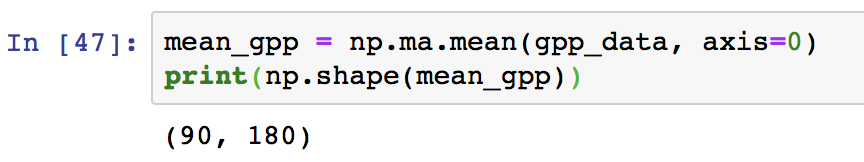 In [47]: mean_gpp = np.ma.mean(gpp_data, axis=0)
print(np.shape(mean_gpp))
(90, 180)